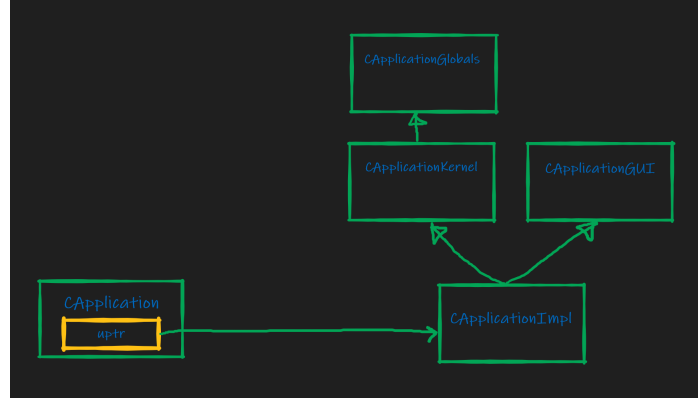 CApplicationGlobals
CApplicationKernel
CApplicationGUI
CApplication
uptr
CApplicationImpl